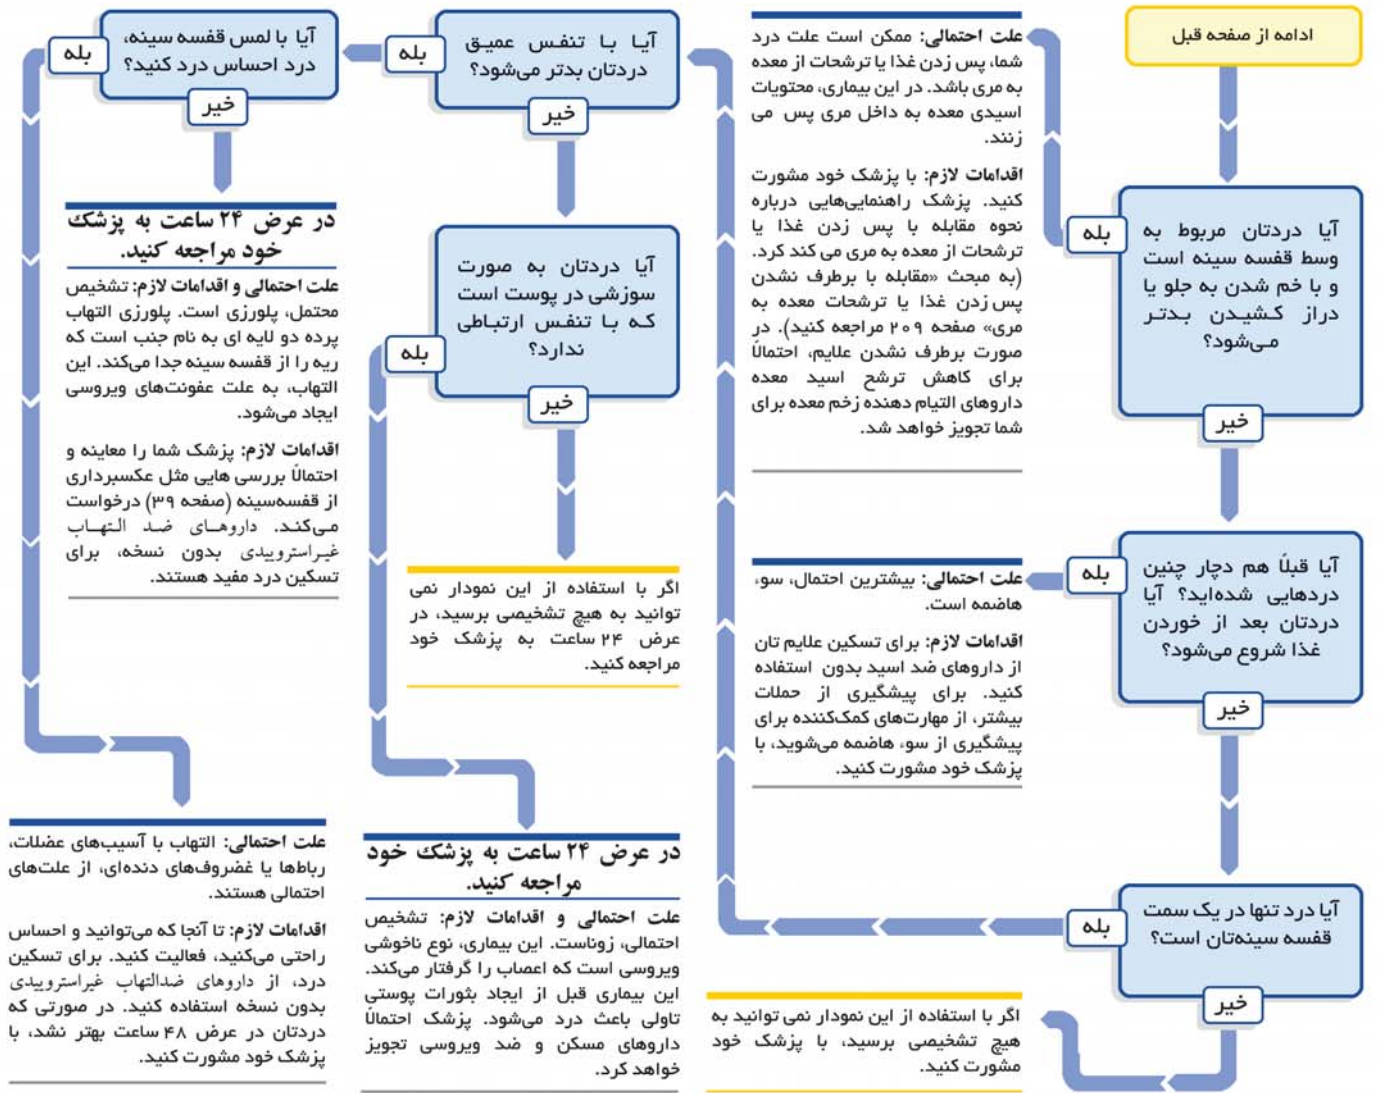 ادامه از صفحه قبل
آیا دردتان مربوط به
وسط قفسه سینه است
و با خم شدن به جلو یا
دراز کشیدن بدتر
می‌شود؟
بله
خیر
علت احتمالی: ممکن است علت درد
شما، پس زدن غذا یا ترشحات از معده
به مری باشد. در این بیماری، محتویات
اسیدی معده به داخل مری پس می
زنند.
اقدامات لازم: با پزشک خود مشورت
کنید. پزشک راهنمایی‌هایی درباره
نحوه مقابله با پس زدن غذا یا
ترشحات از معده به مری می کند کرد.
(به مبحث «مقابله با برطرف نشدن
پس زدن غذا یا ترشحات معده به
مری» صفحه ۲۰۹ مراجعه کنید). در
صورت برطرف نشدن علایم، احتمالاً
برای کاهش ترشح اسید معده
داروهای التیام دهنده زخم معده برای
شما تجویز خواهد شد.
آیا قبلاً هم دچار چنین
دردهایی شده‌اید؟ آیا
دردتان بعد از خوردن
غذا شروع می‌شود؟
بله
خیر
علت احتمالی: بیشترین احتمال، سوء
هاضمه است.
اقدامات لازم: برای تسکین علایم تان
از داروهای ضد اسید بدون استفاده
کنید. برای پیشگیری از حملات
بیشتر، از مهارت‌های کمک‌کننده برای
پیشگیری از سوء هاضمه می‌شوید، با
پزشک خود مشورت کنید.
آیا درد تنها در یک سمت
قفسه سینه‌تان است؟
بله
خیر
اگر با استفاده از این نمودار نمی توانید به
هیچ تشخیصی برسید، با پزشک خود
مشورت کنید.
آیا با تنفس عمیق
دردتان بدتر می‌شود؟
بله
خیر
آیا دردتان به صورت
سوزشی در پوست است
که با تنفس ارتباطی
ندارد؟
بله
خیر
اگر با استفاده از این نمودار نمی
توانید به هیچ تشخیصی برسید، در
عرض ۲۴ ساعت به پزشک خود
مراجعه کنید.
در عرض ۲۴ ساعت به پزشک خود
مراجعه کنید.
علت احتمالی و اقدامات لازم: تشخیص
احتمالی، زوناست. این بیماری، نوع ناخوشی
ویروسی است که اعصاب را گرفتار می‌کند.
این بیماری قبل از ایجاد بثورات پوستی
تاولی باعث درد می‌شود. پزشک احتمالاً
داروهای مسکن و ضد ویروسی تجویز
خواهد کرد.
آیا با لمس قفسه سینه،
درد احساس درد کنید؟
بله
خیر
در عرض ۲۴ ساعت به پزشک
خود مراجعه کنید.
علت احتمالی و اقدامات لازم: تشخیص
محتمل، پلورزی است. پلورزی التهاب
پرده دو لایه ای به نام جنب است که
ریه را از قفسه سینه جدا می‌کند. این
التهاب، به علت عفونت‌های ویروسی
ایجاد می‌شود.
اقدامات لازم: پزشک شما را معاینه و
احتمالاً بررسی هایی مثل عکسبرداری
از قفسه‌سینه (صفحه ۳۹) درخواست
می‌کند. داروهای ضد التهاب
غیراستروییدی بدون نسخه، برای
تسکین درد مفید هستند.
علت احتمالی: التهاب با آسیب‌های عضلات،
رباط‌ها یا غضروف‌های دنده‌ای، از علت‌های
احتمالی هستند.
اقدامات لازم: تا آنجا که می‌توانید و احساس
راحتی می‌کنید، فعالیت کنید. برای تسکین
درد، از داروهای ضدالتهاب غیراستروییدی
بدون نسخه استفاده کنید. در صورتی که
دردتان در عرض ۴۸ ساعت بهتر نشد، با
پزشک خود مشورت کنید.